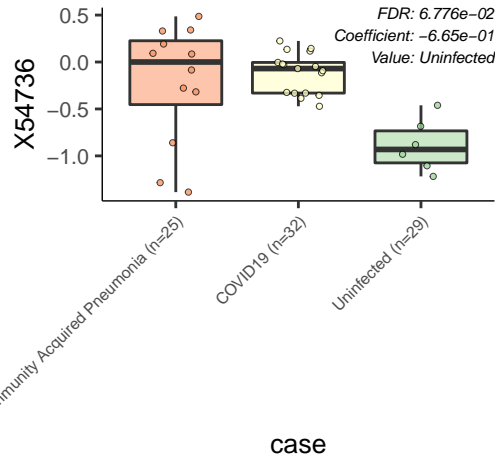 FDR: 6.776e−02
Coefficient: −6.65e−01
Value: Uninfected
X54736
0.5
0.0
−0.5
−1.0
Acquired Pneumonia (n=25)
COVID19 (n=32)
Uninfected (n=29)
case